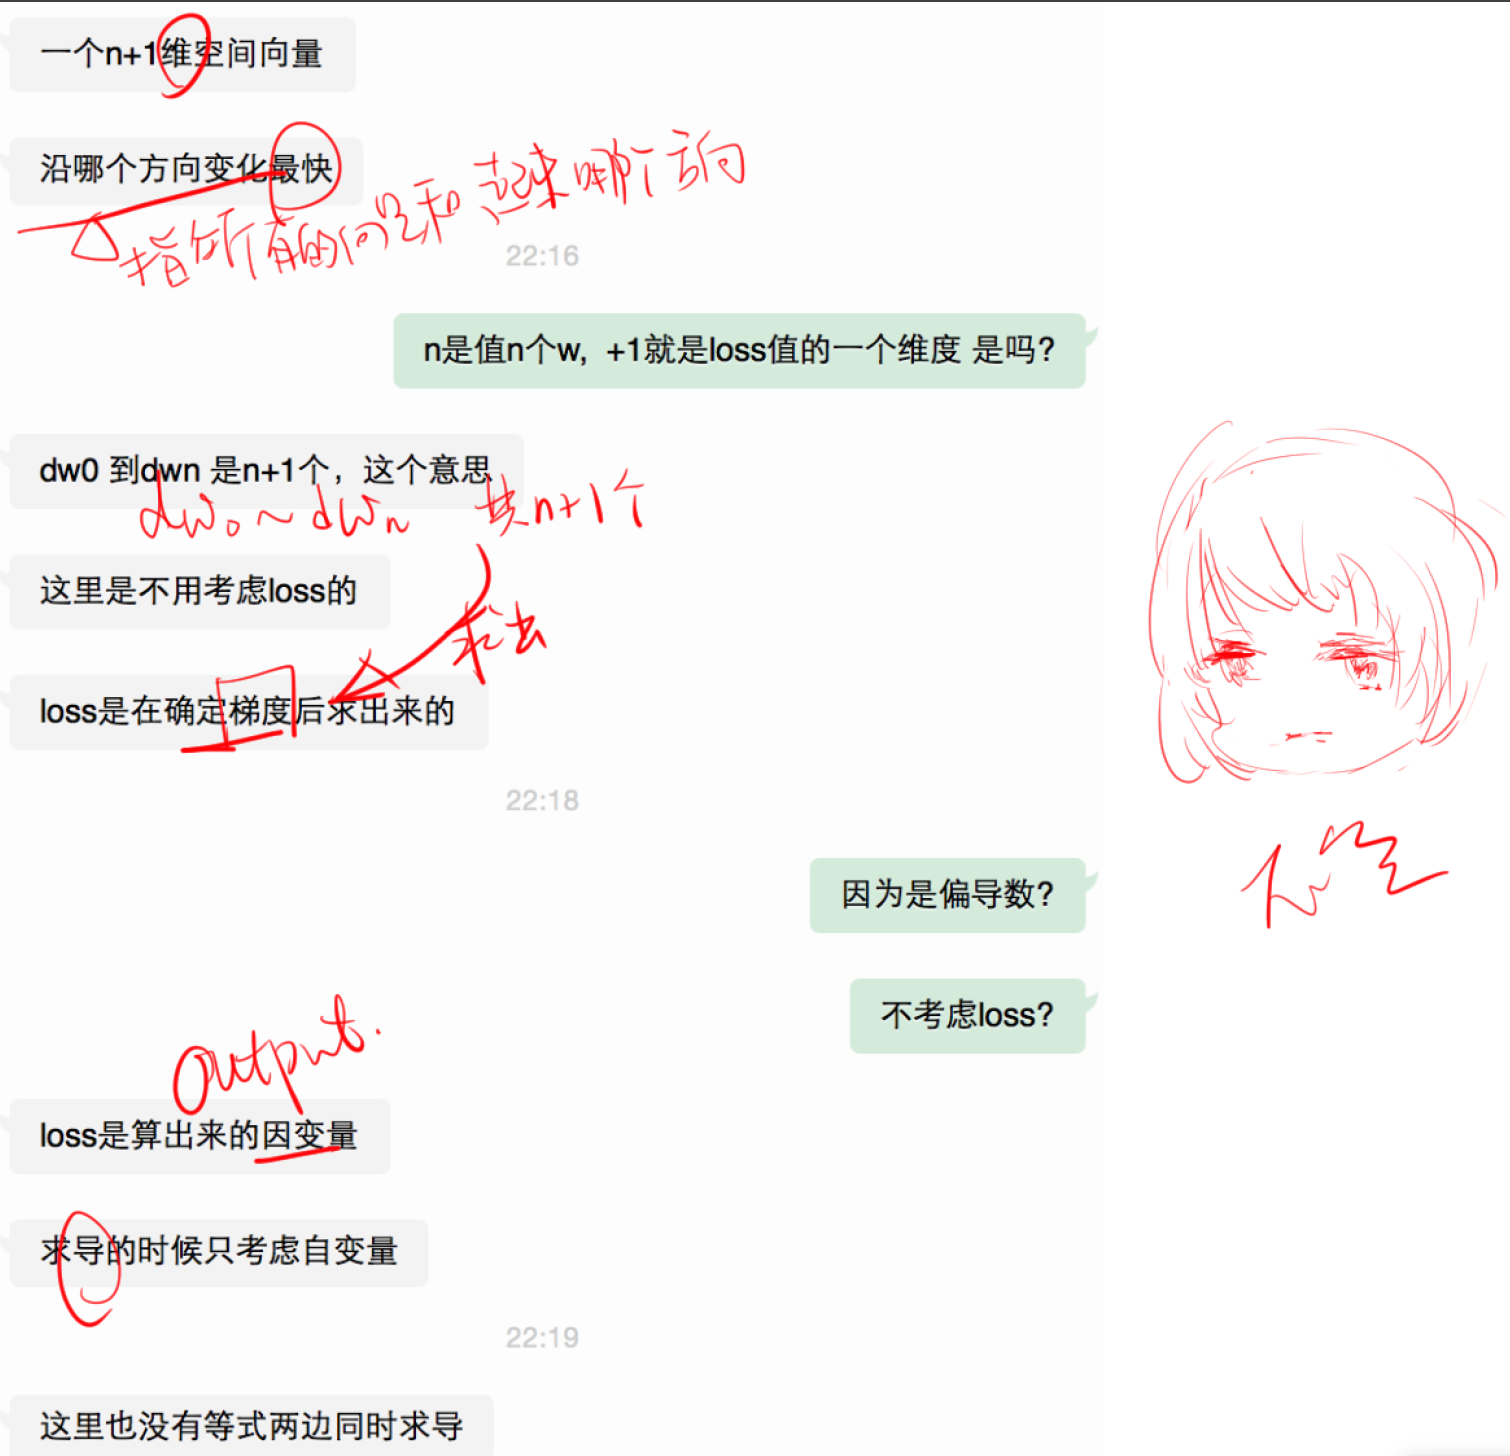 一个n+1维空间向量
沿哪个方向变化最快
指所有的向量和起来哪个方向
22:16
n是值n个w, +1就是loss值的一个维度 是吗?
dw0 到dwn 是n+1个，这个意思
dw0~dwn 共n+1个
这里是不用考虑loss的
求出
loss是在确定梯度后求出来的
22:18
因为是偏导数?
不考虑loss?
output.
loss是算出来的因变量
求导的时候只考虑自变量
22:19
这里也没有等式两边同时求导